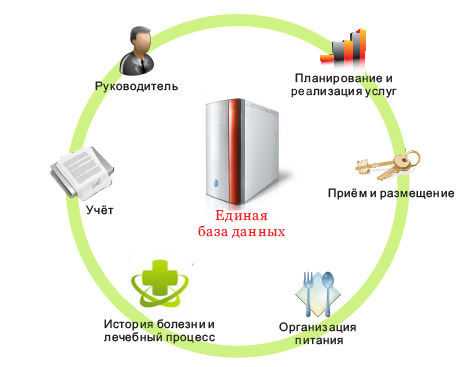 Руководитель
Планирование и
реализация услуг
Приём и размещение
Учёт
Единая
база данных
История болезни и
лечебный процесс
Организация
питания